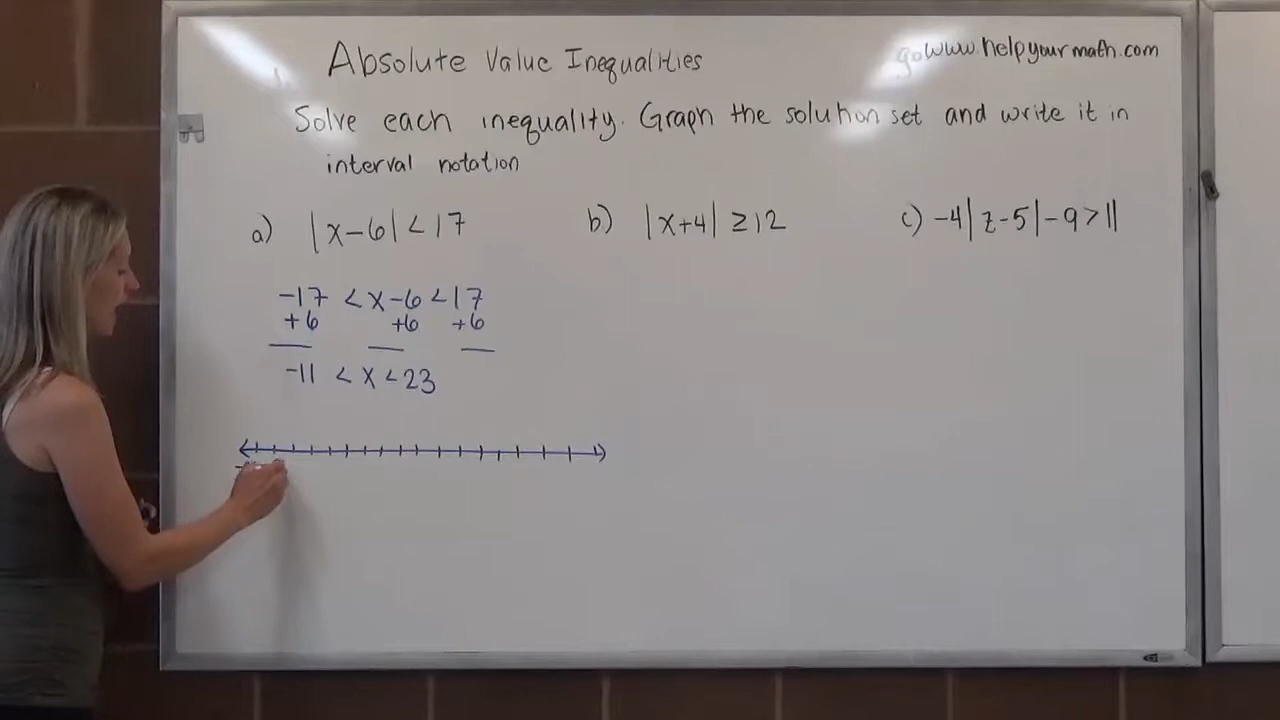 Absolute Value Inequalities
go www.helpyourmath.com
Solve each inequality. Graph the solution set and write it in
interval notation
a) |x-6| < 17
b) |x+4| ≥ 12
c) -4|z-5| -9 > 11
-17 < x-6 < 17
+6 +6 +6
-11 < x < 23